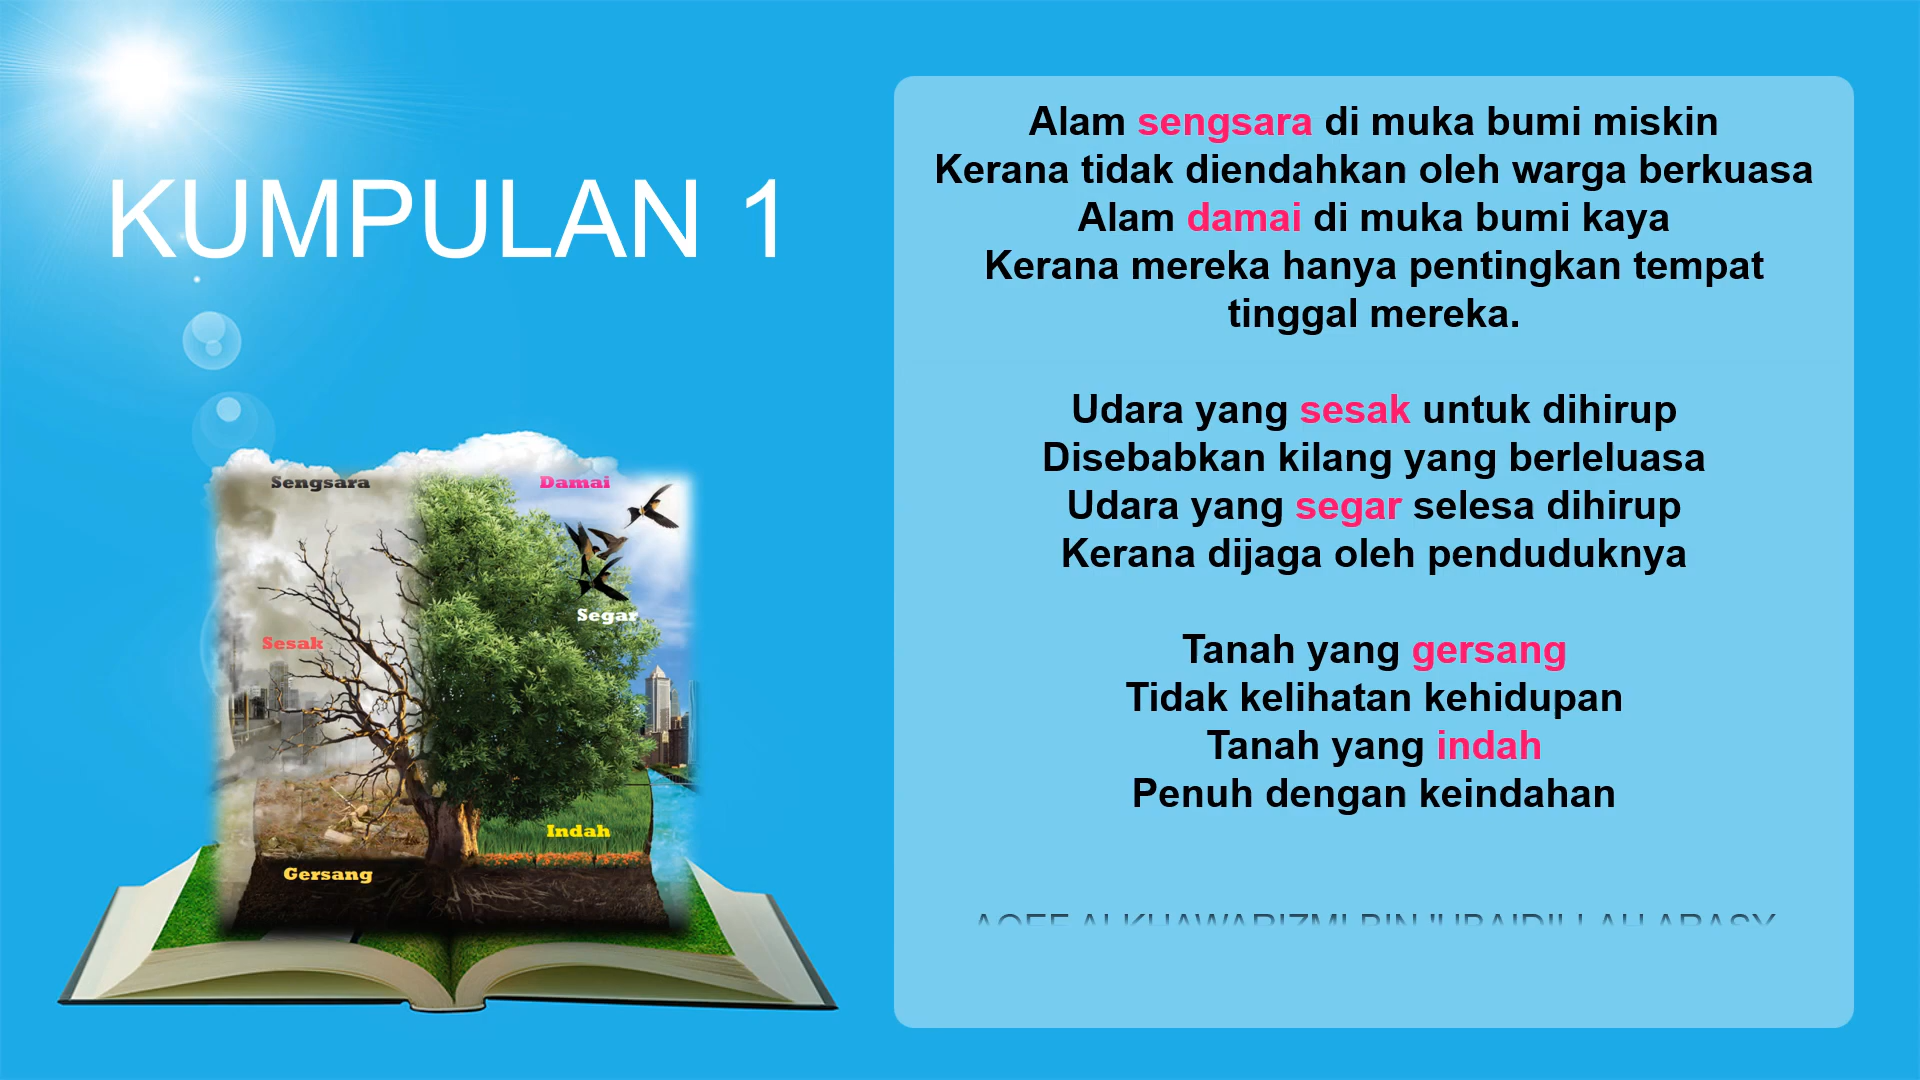 KUMPULAN 1
Alam sengsara di muka bumi miskin
Kerana tidak diendahkan oleh warga berkuasa
Alam damai di muka bumi kaya
Kerana mereka hanya pentingkan tempat
tinggal mereka.
Udara yang sesak untuk dihirup
Disebabkan kilang yang berleluasa
Udara yang segar selesa dihirup
Kerana dijaga oleh penduduknya
Tanah yang gersang
Tidak kelihatan kehidupan
Tanah yang indah
Penuh dengan keindahan
Sengsara
Damai
Segar
Sesak
Indah
Gersang